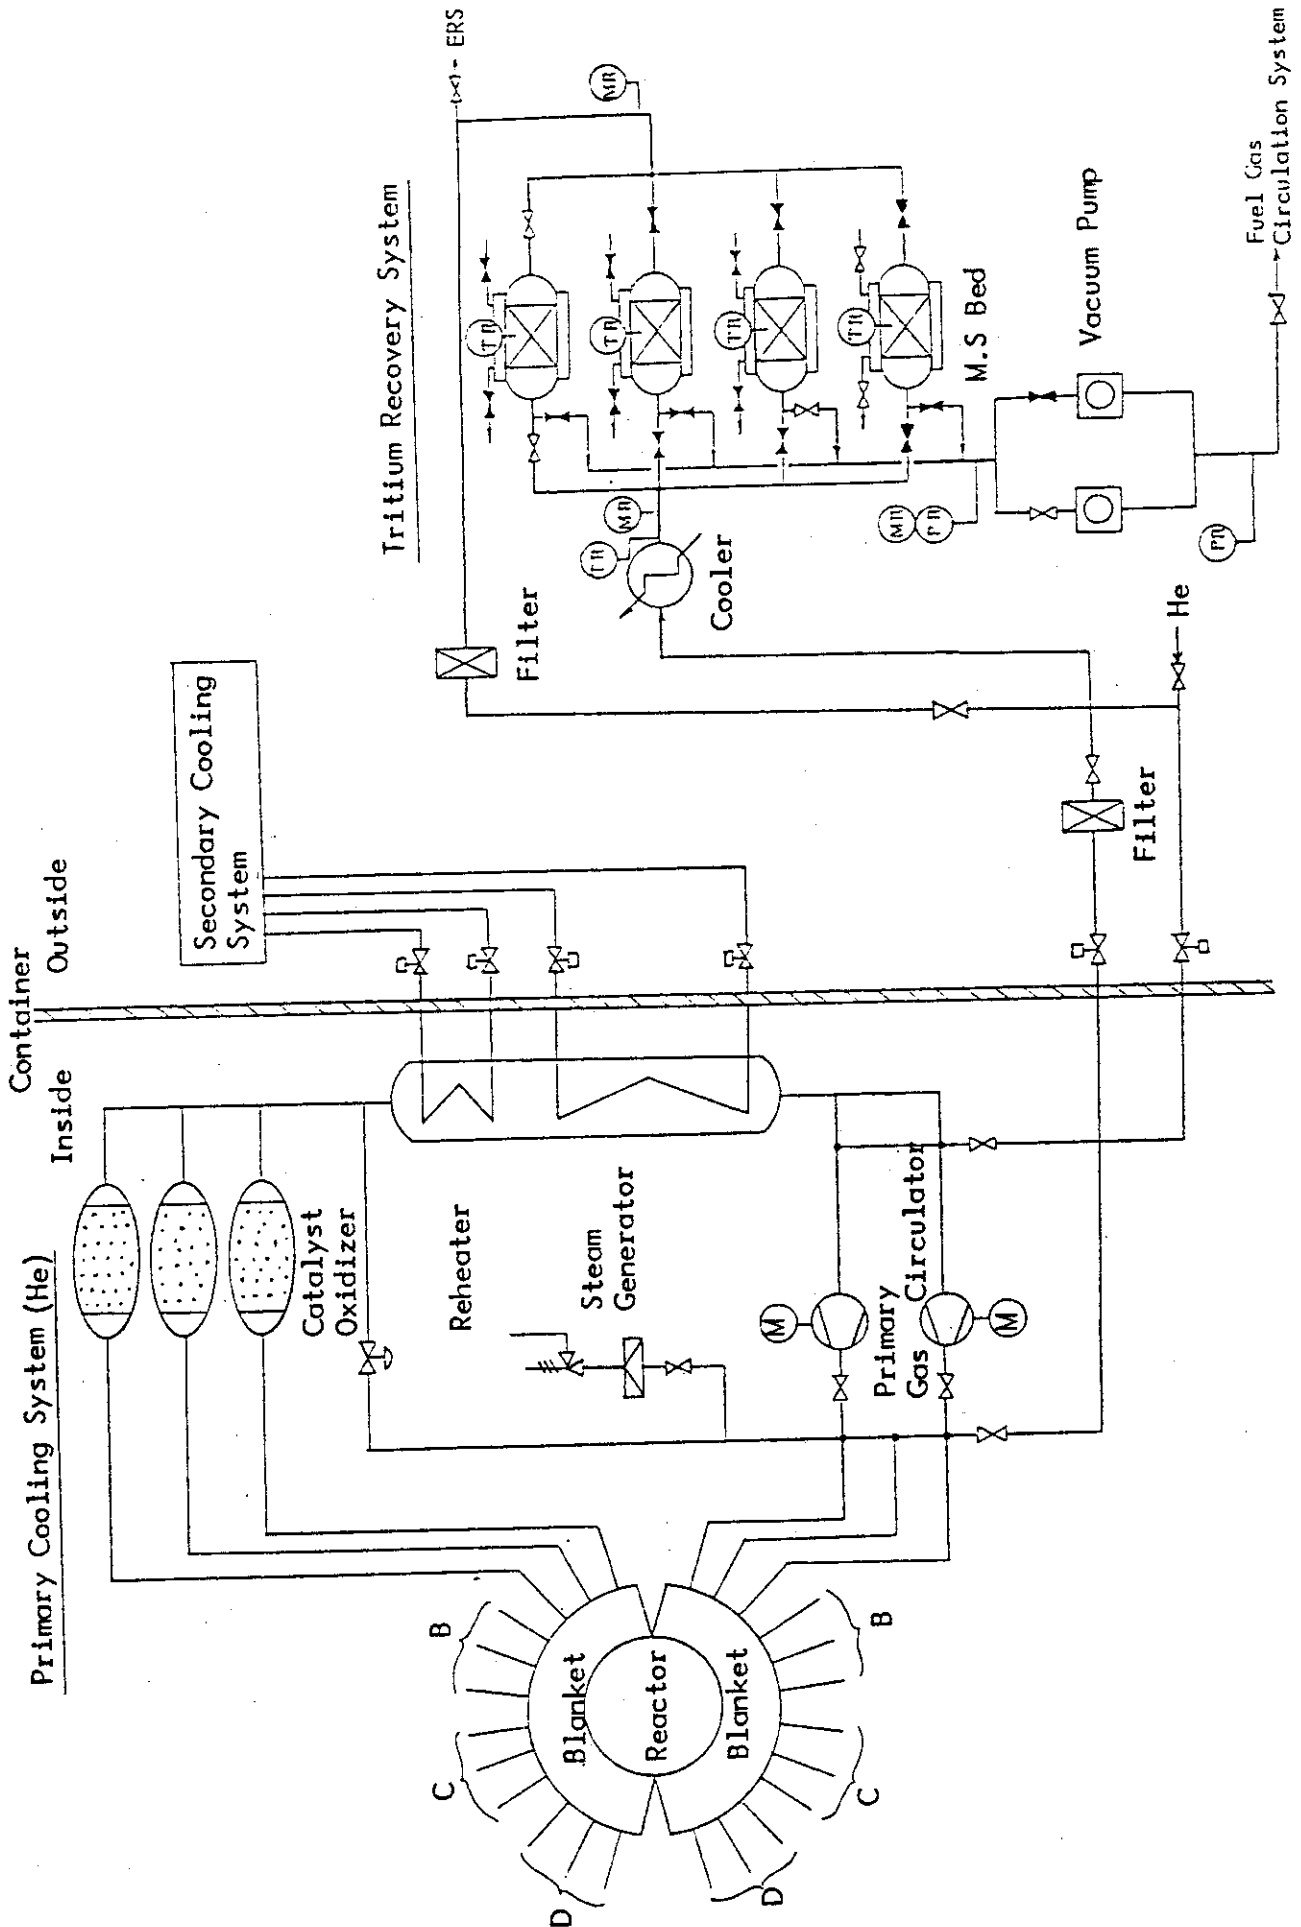 Primary Cooling System (He)
Container
Inside
Outside
Secondary Cooling
System
Tritium Recovery System
ERS
MR
TR
TR
TR
TR
M.S Bed
TR
MR
Cooler
Filter
MR
PR
Vacuum Pump
PR
Fuel Gas
Circulation System
He
Filter
Catalyst
Oxidizer
Reheater
Steam
Generator
Primary
Gas Circulator
M
M
Blanket
Reactor
Blanket
B
C
D
B
C
D